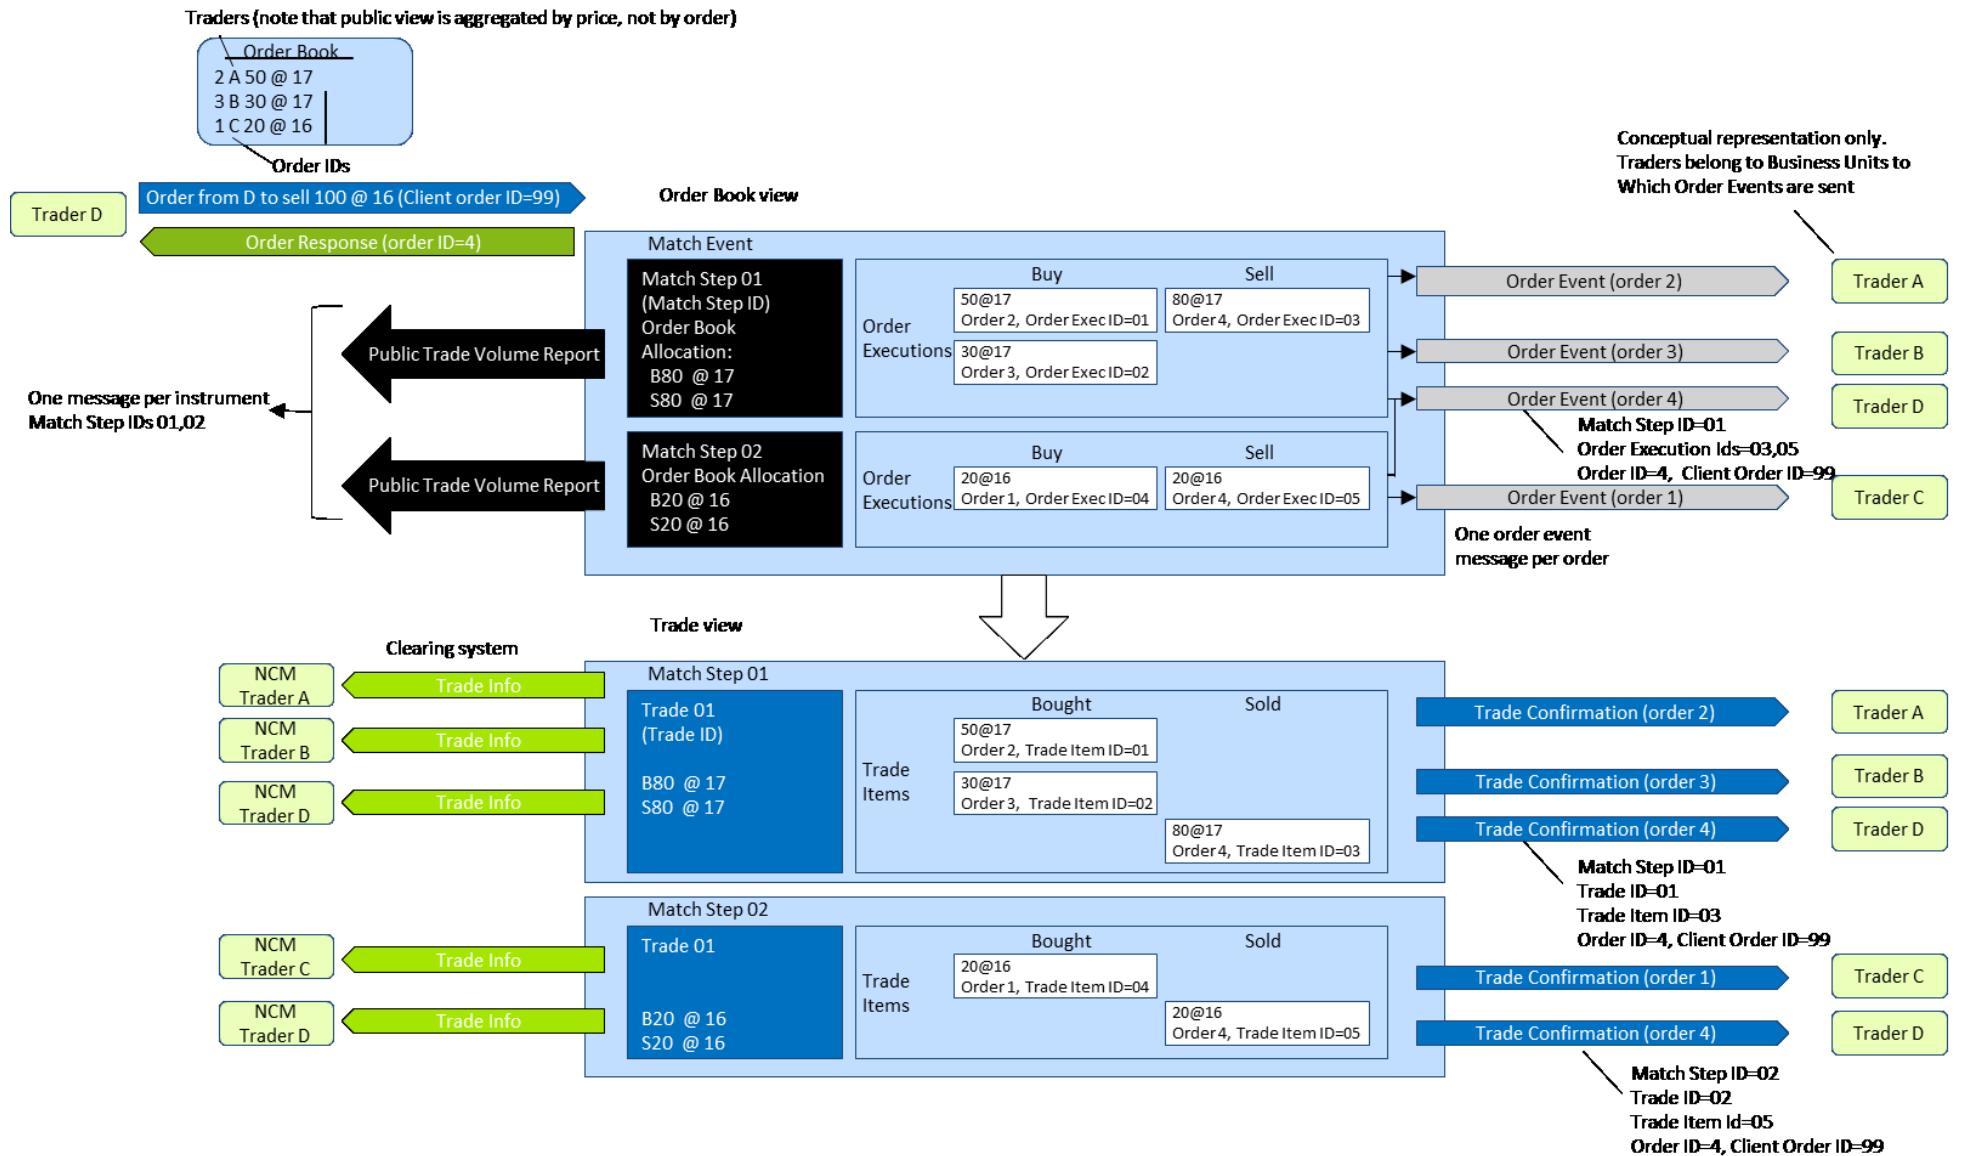 Traders (note that public view is aggregated by price, not by order)
Order Book
2 A 50 @ 17
3 B 30 @ 17
1 C 20 @ 16
Order IDs
Trader D
Order from D to sell 100 @ 16 (Client order ID=99)
Order Response (order ID=4)
Order Book view
Conceptual representation only.
Traders belong to Business Units to
Which Order Events are sent
Match Event
Match Step 01
(Match Step ID)
Order Book
Allocation:
B80 @ 17
S80 @ 17
Order
Executions
Buy
Sell
50@17
Order 2, Order Exec ID=01
80@17
Order 4, Order Exec ID=03
30@17
Order 3, Order Exec ID=02
Match Step 02
Order Book Allocation
B20 @ 16
S20 @ 16
Order
Executions
Buy
Sell
20@16
Order 1, Order Exec ID=04
20@16
Order 4, Order Exec ID=05
Public Trade Volume Report
Public Trade Volume Report
One message per instrument
Match Step IDs 01,02
Order Event (order 2)
Trader A
Order Event (order 3)
Trader B
Order Event (order 4)
Trader D
Match Step ID=01
Order Execution Ids=03,05
Order ID=4, Client Order ID=99
Order Event (order 1)
Trader C
One order event
message per order
Trade view
Clearing system
NCM
Trader A
Trade Info
NCM
Trader B
Trade Info
NCM
Trader D
Trade Info
Match Step 01
Trade 01
(Trade ID)
B80 @ 17
S80 @ 17
Trade
Items
Bought
Sold
50@17
Order 2, Trade Item ID=01
30@17
Order 3, Trade Item ID=02
80@17
Order 4, Trade Item ID=03
Trade Confirmation (order 2)
Trader A
Trade Confirmation (order 3)
Trader B
Trade Confirmation (order 4)
Trader D
Match Step ID=01
Trade ID=01
Trade Item ID=03
Order ID=4, Client Order ID=99
NCM
Trader C
Trade Info
NCM
Trader D
Trade Info
Match Step 02
Trade 01
B20 @ 16
S20 @ 16
Trade
Items
Bought
Sold
20@16
Order 1, Trade Item ID=04
20@16
Order 4, Trade Item ID=05
Trade Confirmation (order 1)
Trader C
Trade Confirmation (order 4)
Trader D
Match Step ID=02
Trade ID=02
Trade Item Id=05
Order ID=4, Client Order ID=99